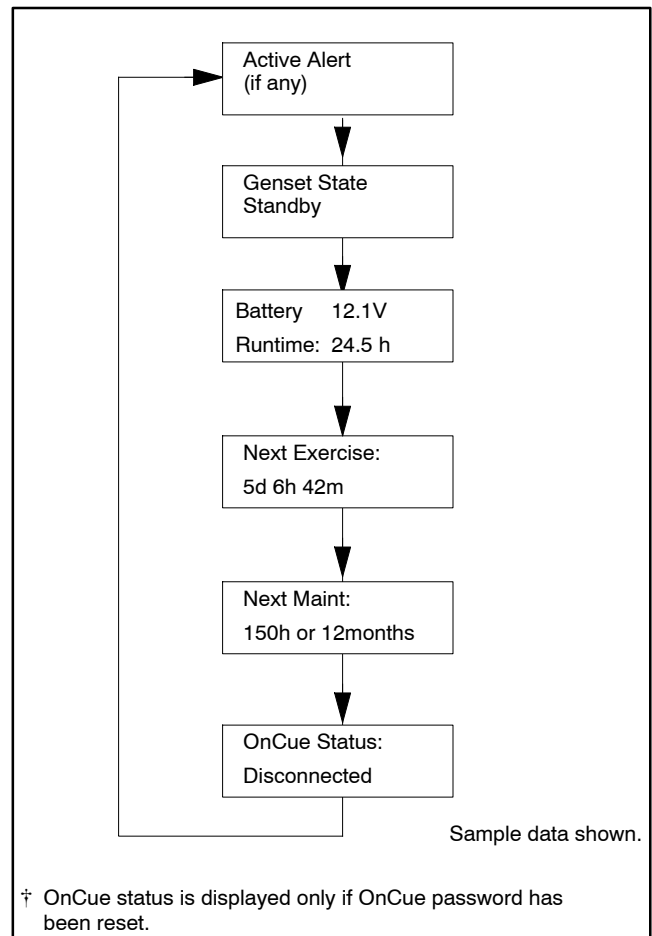 Active Alert
(if any)
Genset State
Standby
Battery 12.1V
Runtime: 24.5 h
Next Exercise:
5d 6h 42m
Next Maint:
150h or 12months
OnCue Status:
Disconnected
Sample data shown.
† OnCue status is displayed only if OnCue password has
been reset.